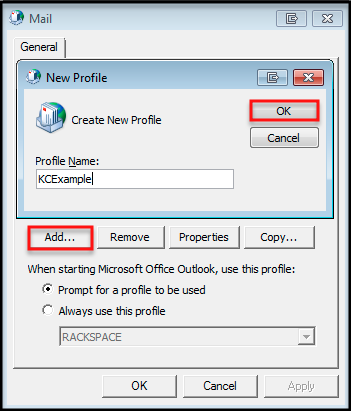 Mail
General
New Profile
Create New Profile
OK
Cancel
Profile Name:
KCExample
Add... Remove Properties Copy...
When starting Microsoft Office Outlook, use this profile:
Prompt for a profile to be used
Always use this profile
RACKSPACE
OK Cancel Apply